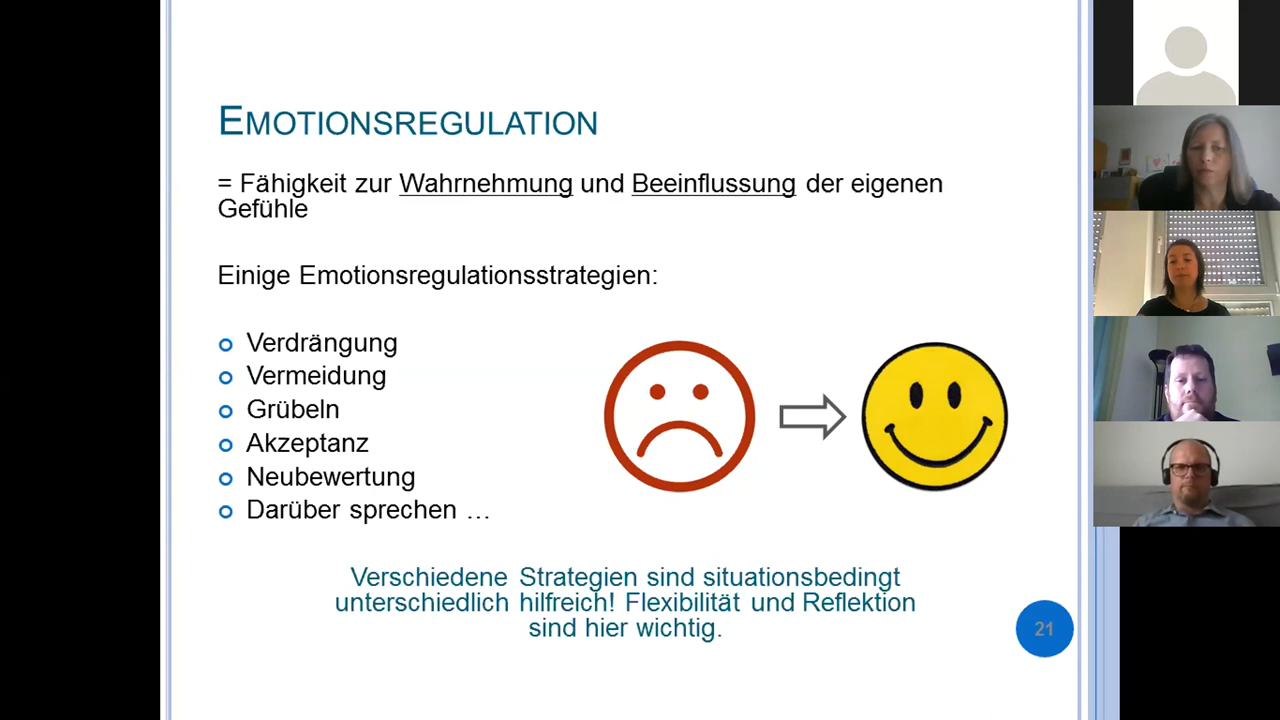 EMOTIONSREGULATION
= Fähigkeit zur Wahrnehmung und Beeinflussung der eigenen
Gefühle
Einige Emotionsregulationsstrategien:
Verdrängung
Vermeidung
Grübeln
Akzeptanz
Neubewertung
Darüber sprechen …
Verschiedene Strategien sind situationsbedingt
unterschiedlich hilfreich! Flexibilität und Reflektion
sind hier wichtig.
21